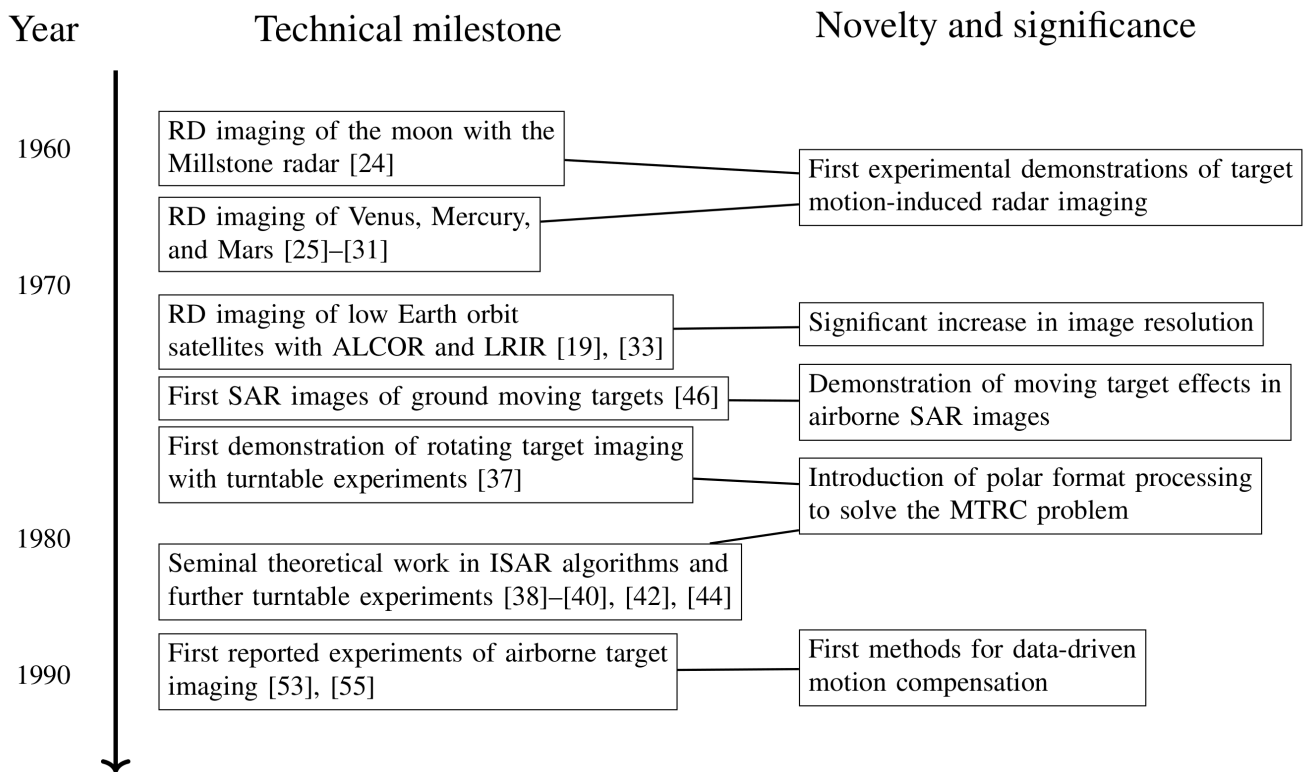 Year
Technical milestone
Novelty and significance
1960
RD imaging of the moon with the
Millstone radar [24]
First experimental demonstrations of target
motion-induced radar imaging
RD imaging of Venus, Mercury,
and Mars [25]–[31]
1970
RD imaging of low Earth orbit
satellites with ALCOR and LRIR [19], [33]
Significant increase in image resolution
First SAR images of ground moving targets [46]
Demonstration of moving target effects in
airborne SAR images
First demonstration of rotating target imaging
with turntable experiments [37]
Introduction of polar format processing
to solve the MTRC problem
1980
Seminal theoretical work in ISAR algorithms and
further turntable experiments [38]–[40], [42], [44]
First reported experiments of airborne target
imaging [53], [55]
First methods for data-driven
motion compensation
1990